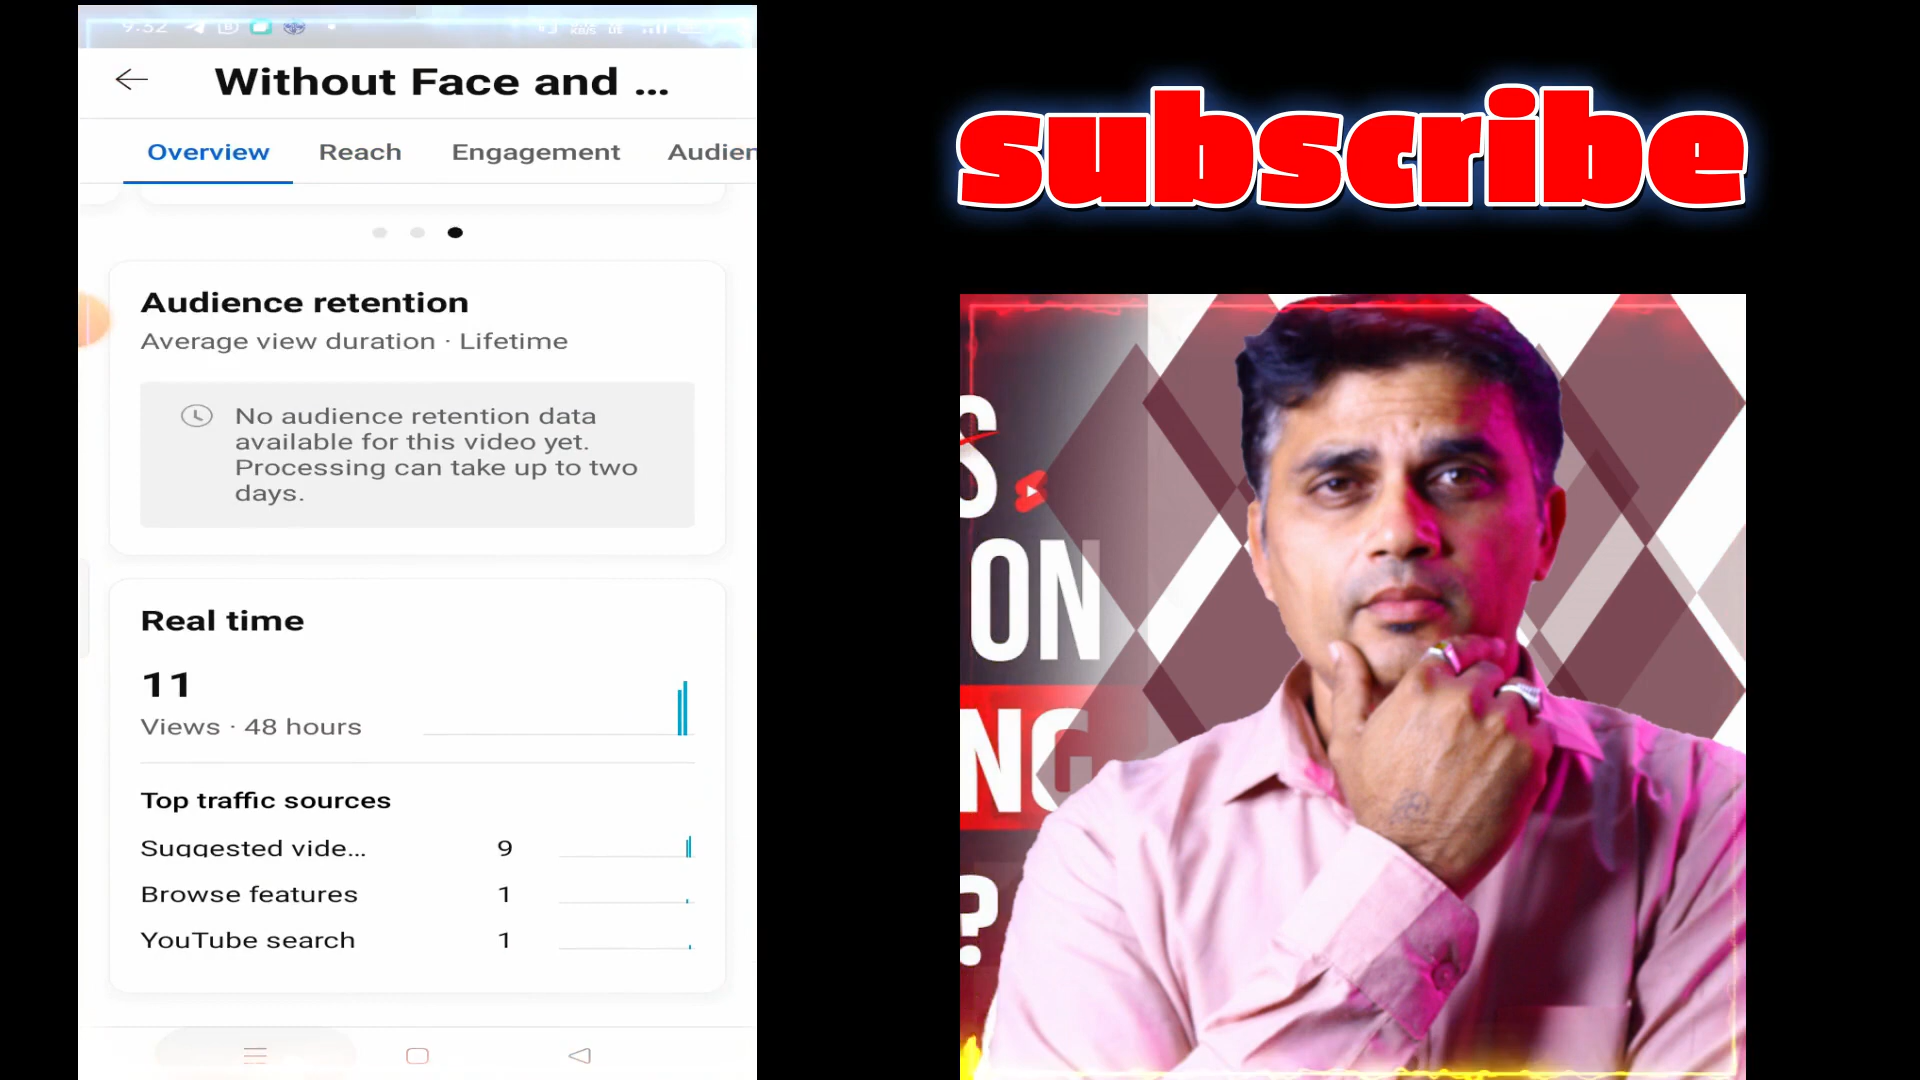 9:52
Without Face and ...
Overview Reach Engagement Audien
Audience retention
Average view duration · Lifetime
No audience retention data
available for this video yet.
Processing can take up to two
days.
Real time
11
Views · 48 hours
Top traffic sources
Suggested vide... 9
Browse features 1
YouTube search 1
subscribe
S
ON
NG
?